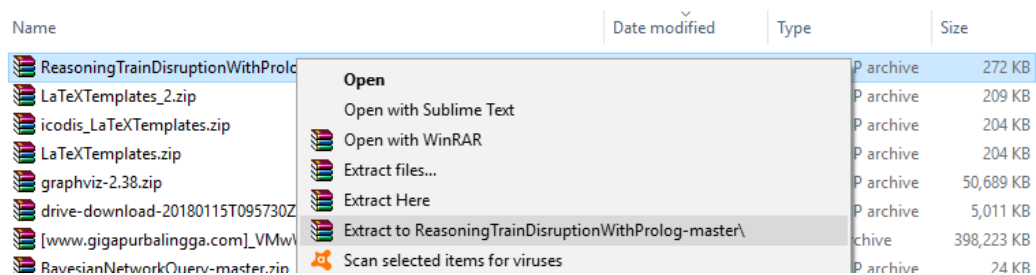 Name Date modified Type Size
ReasoningTrainDisruptionWithProlo P archive 272 KB
Open
Open with Sublime Text
LaTeXTemplates_2.zip P archive 209 KB
icodis_LaTeXTemplates.zip P archive 204 KB
Open with WinRAR
LaTeXTemplates.zip P archive 204 KB
Extract files...
graphviz-2.38.zip P archive 50,689 KB
Extract Here
drive-download-20180115T095730Z P archive 5,011 KB
Extract to ReasoningTrainDisruptionWithProlog-master\
[www.gigapurbalingga.com]_VMw chive 398,223 KB
Scan selected items for viruses
BayesianNetworkQuery-master.zip P archive 24 KB